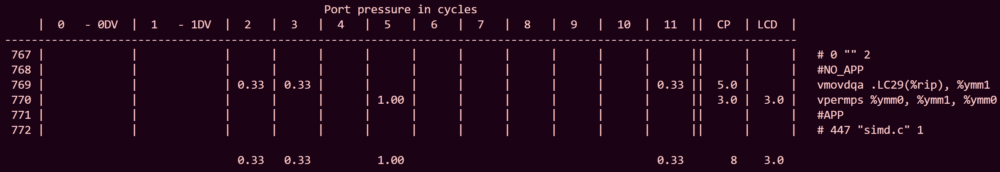 Port pressure in cycles
| 0 - 0DV | 1 - 1DV | 2 | 3 | 4 | 5 | 6 | 7 | 8 | 9 | 10 | 11 || CP | LCD |
-----------------------------------------------------------------------------------------------------------------------
767 | | | | | | | | | | | | || | | # 0 "" 2
768 | | | | | | | | | | | | || | | #NO_APP
769 | | | 0.33 | 0.33 | | | | | | | | 0.33 || 5.0 | | vmovdqa .LC29(%rip), %ymm1
770 | | | | | | 1.00 | | | | | | || 3.0 | 3.0 | vpermps %ymm0, %ymm1, %ymm0
771 | | | | | | | | | | | | || | | #APP
772 | | | | | | | | | | | | || | | # 447 "simd.c" 1
0.33 0.33 1.00 0.33 8 3.0